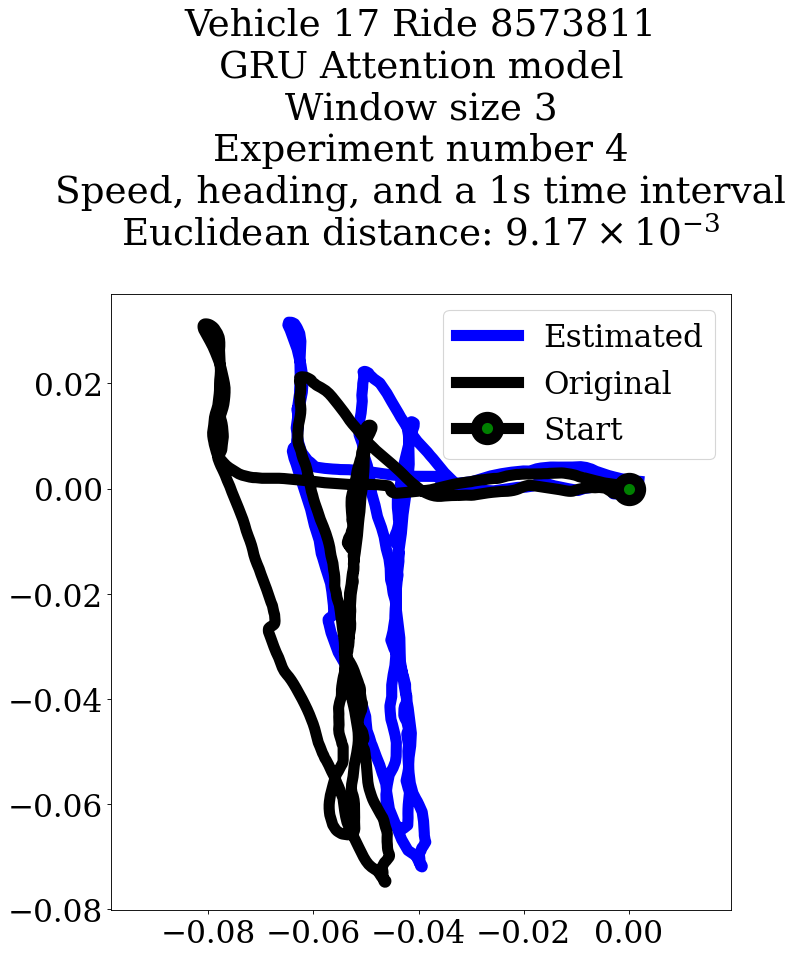 Vehicle 17 Ride 8573811
GRU Attention model
Window size 3
Experiment number 4
Speed, heading, and a 1s time interval
Euclidean distance: 9.17 × 10⁻³
Estimated
Original
Start
0.02
0.00
−0.02
−0.04
−0.06
−0.08
−0.08 −0.06 −0.04 −0.02 0.00